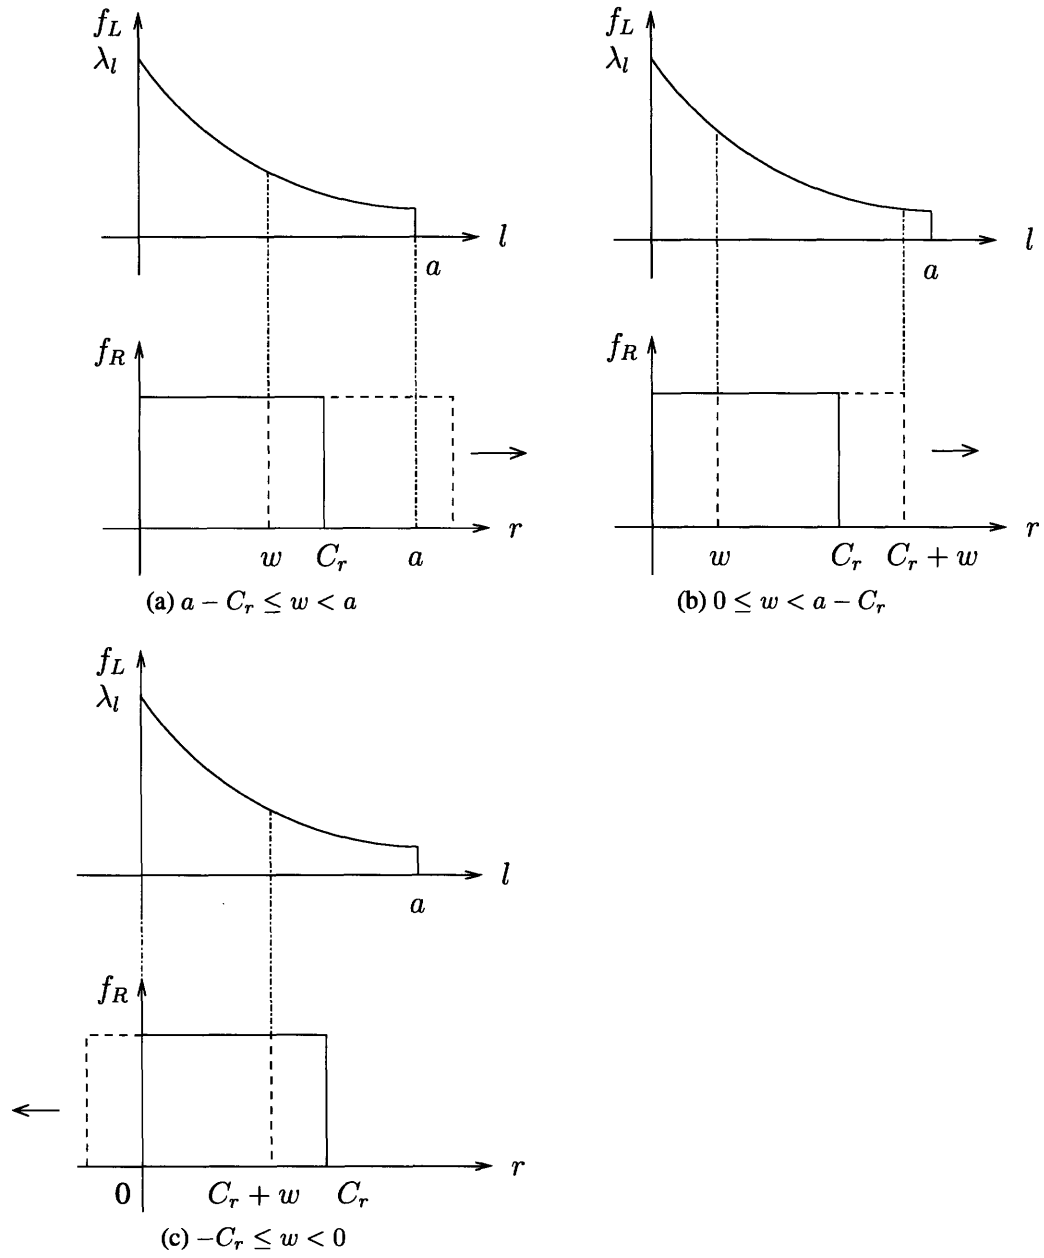 f_L
λ_l
l
a
f_R
r
w
C_r
a
(a) a − C_r ≤ w < a
f_L
λ_l
l
a
f_R
r
w
C_r
C_r + w
(b) 0 ≤ w < a − C_r
f_L
λ_l
l
a
f_R
r
0
C_r + w
C_r
(c) −C_r ≤ w < 0